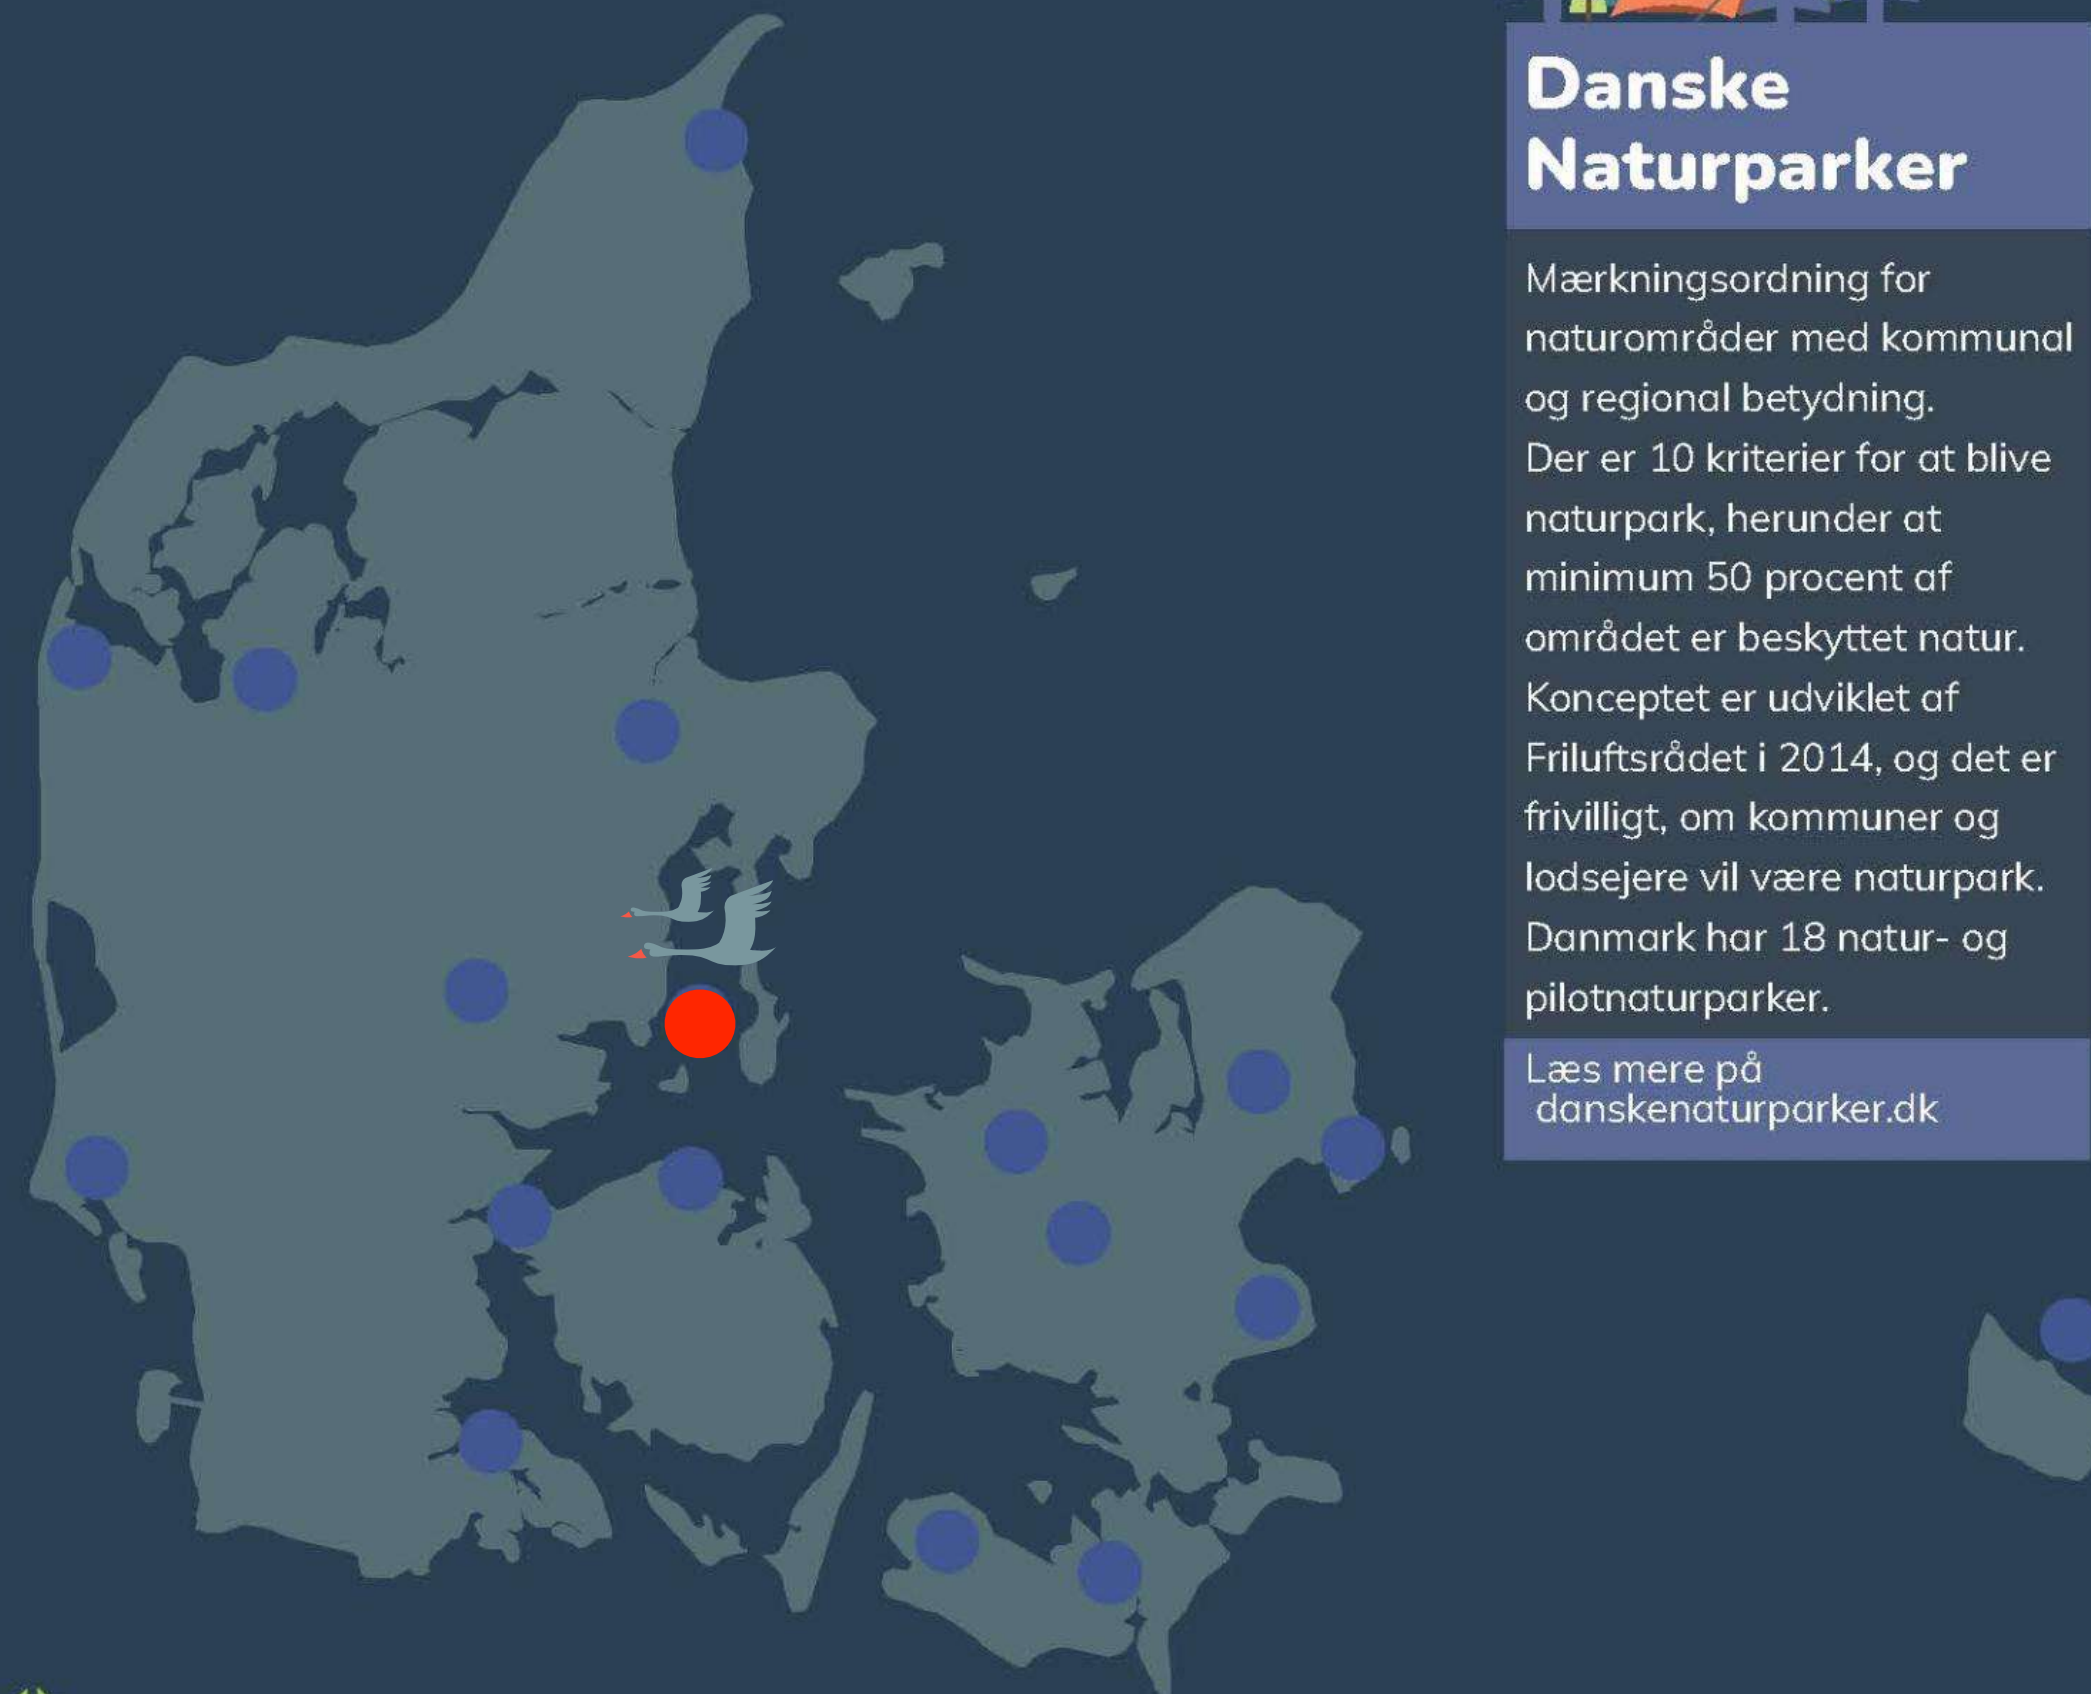 Danske
Naturparker
Mærkningsordning for
naturområder med kommunal
og regional betydning.
Der er 10 kriterier for at blive
naturpark, herunder at
minimum 50 procent af
området er beskyttet natur.
Konceptet er udviklet af
Friluftsrådet i 2014, og det er
frivilligt, om kommuner og
lodsejere vil være naturpark.
Danmark har 18 natur- og
pilotnaturparker.
Læs mere på
danskenaturparker.dk